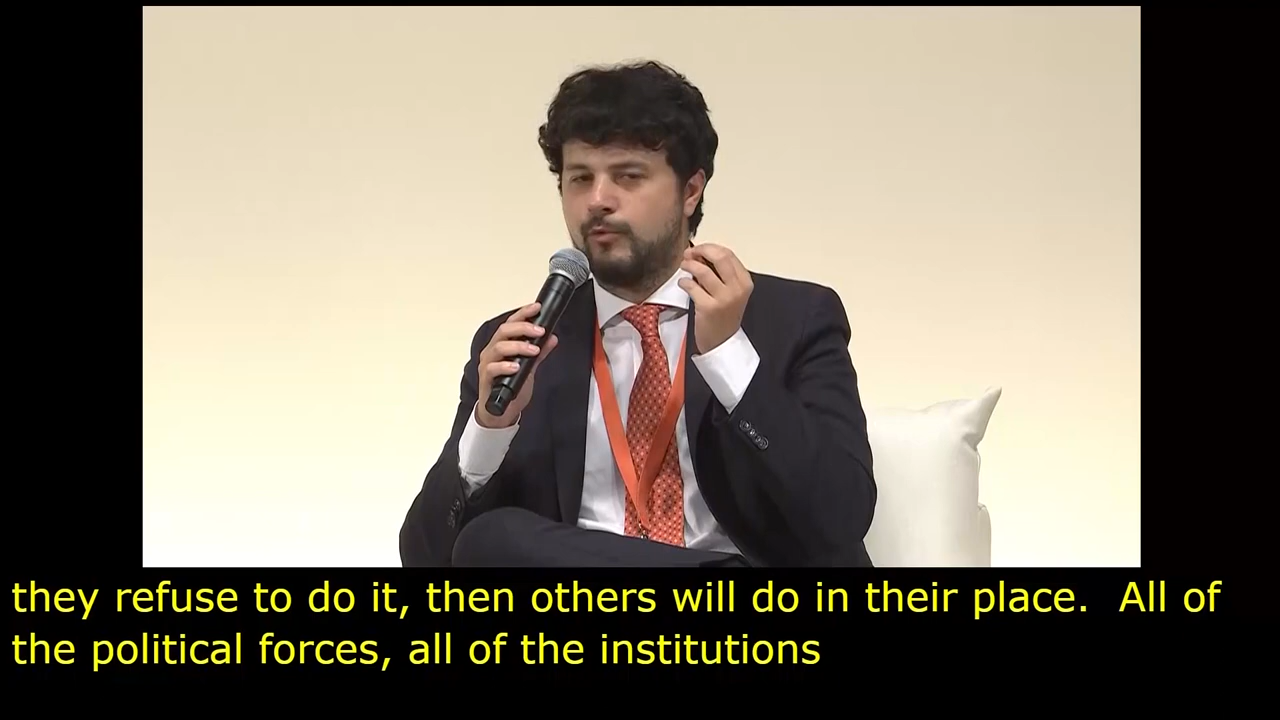 they refuse to do it, then others will do in their place.  All of
the political forces, all of the institutions